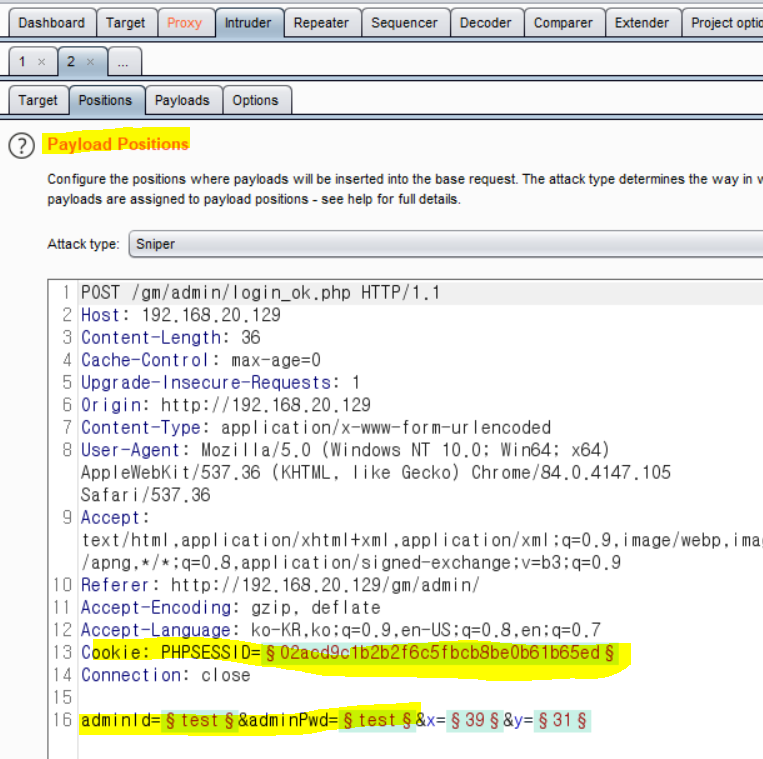 Dashboard Target Proxy Intruder Repeater Sequencer Decoder Comparer Extender Project optio
1 × 2 × ...
Target Positions Payloads Options
? Payload Positions
Configure the positions where payloads will be inserted into the base request. The attack type determines the way in w
payloads are assigned to payload positions - see help for full details.
Attack type: Sniper
1 POST /gm/admin/login_ok.php HTTP/1.1
2 Host: 192.168.20.129
3 Content-Length: 36
4 Cache-Control: max-age=0
5 Upgrade-Insecure-Requests: 1
6 Origin: http://192.168.20.129
7 Content-Type: application/x-www-form-urlencoded
8 User-Agent: Mozilla/5.0 (Windows NT 10.0; Win64; x64)
AppleWebKit/537.36 (KHTML, like Gecko) Chrome/84.0.4147.105
Safari/537.36
9 Accept:
text/html,application/xhtml+xml,application/xml;q=0.9,image/webp,ima
/apng,*/*;q=0.8,application/signed-exchange;v=b3;q=0.9
10 Referer: http://192.168.20.129/gm/admin/
11 Accept-Encoding: gzip, deflate
12 Accept-Language: ko-KR,ko;q=0.9,en-US;q=0.8,en;q=0.7
13 Cookie: PHPSESSID=§02acd9c1b2b2f6c5fbcb8be0b61b65ed§
14 Connection: close
15
16 adminId=§test§&adminPwd=§test§&x=§39§&y=§31§